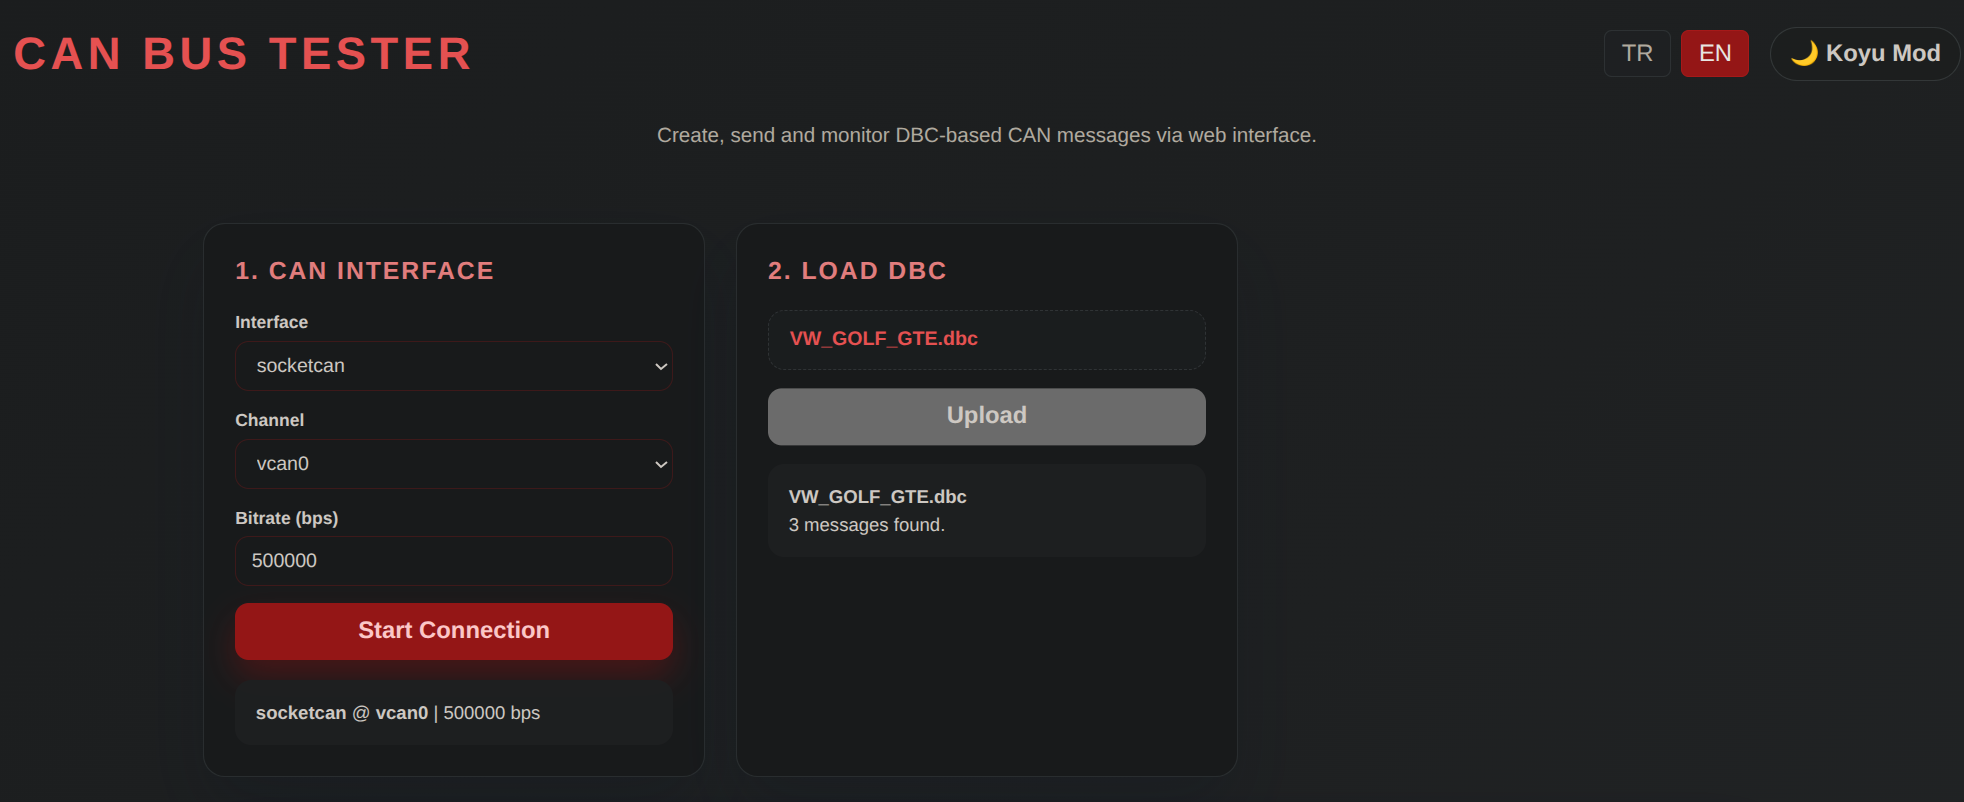 CAN BUS TESTER
TR
EN
🌙 Koyu Mod
Create, send and monitor DBC-based CAN messages via web interface.
1. CAN INTERFACE
Interface
socketcan
Channel
vcan0
Bitrate (bps)
500000
Start Connection
socketcan @ vcan0 | 500000 bps
2. LOAD DBC
VW_GOLF_GTE.dbc
Upload
VW_GOLF_GTE.dbc
3 messages found.